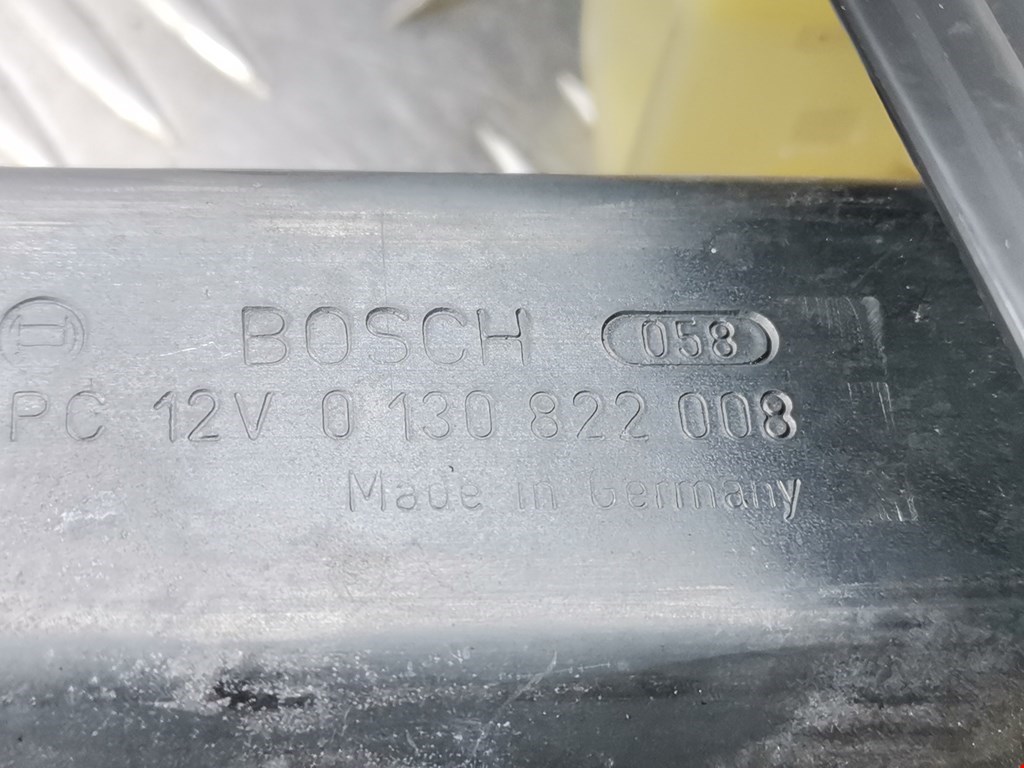 BOSCH 058
PC 12V 0 130 822 008
Made in Germany